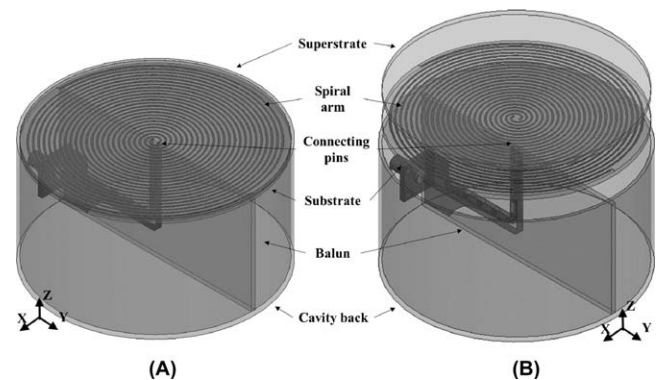 Superstrate
Spiral
arm
Connecting
pins
Substrate
Balun
Cavity back
Z
X
Y
Z
X
Y
(A)
(B)